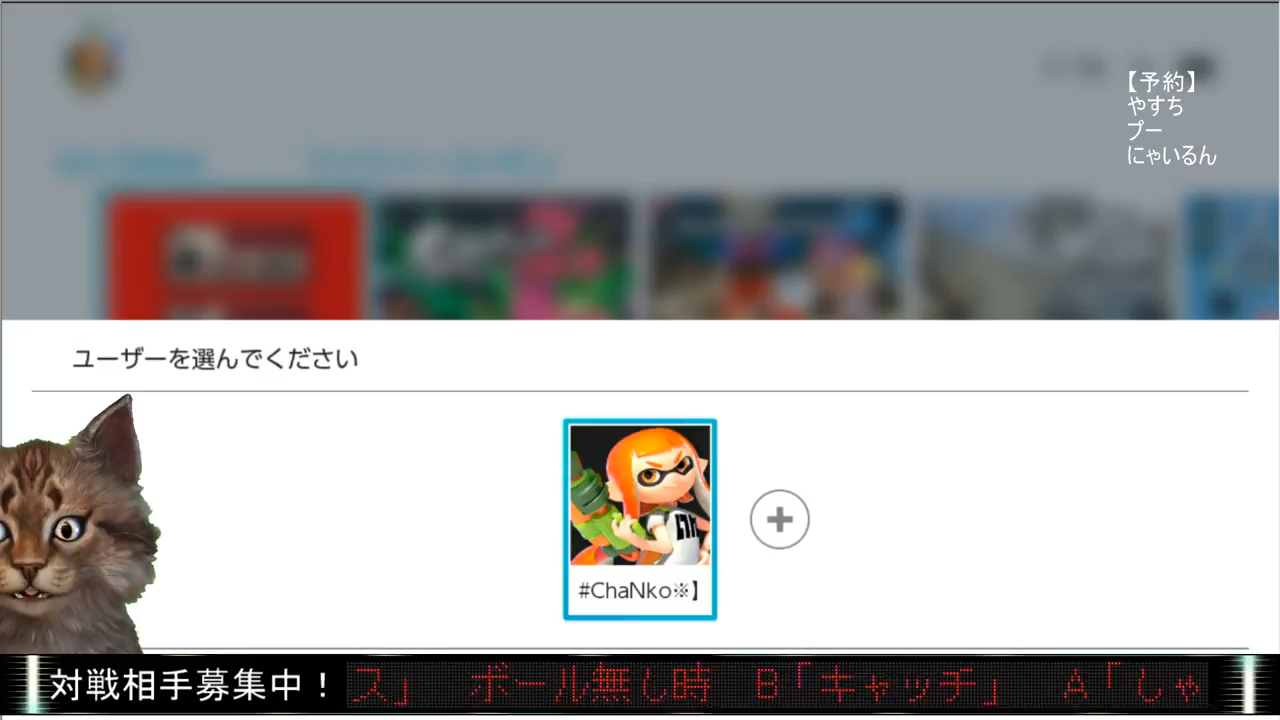 【予約】
やすち
プー
にゃいるん
ユーザーを選んでください
#ChaNko※】
対戦相手募集中！
ス」　ボール無し時　B「キャッチ」　A「しゃ